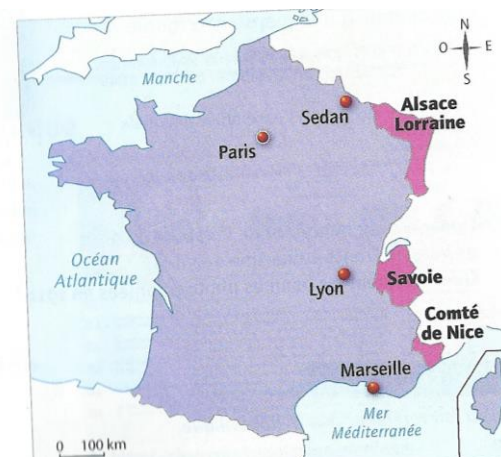 N
O
E
S
Manche
Sedan
Alsace
Lorraine
Paris
Océan
Atlantique
Lyon
Savoie
Comté
de Nice
Marseille
Mer
Méditerranée
0 100 km